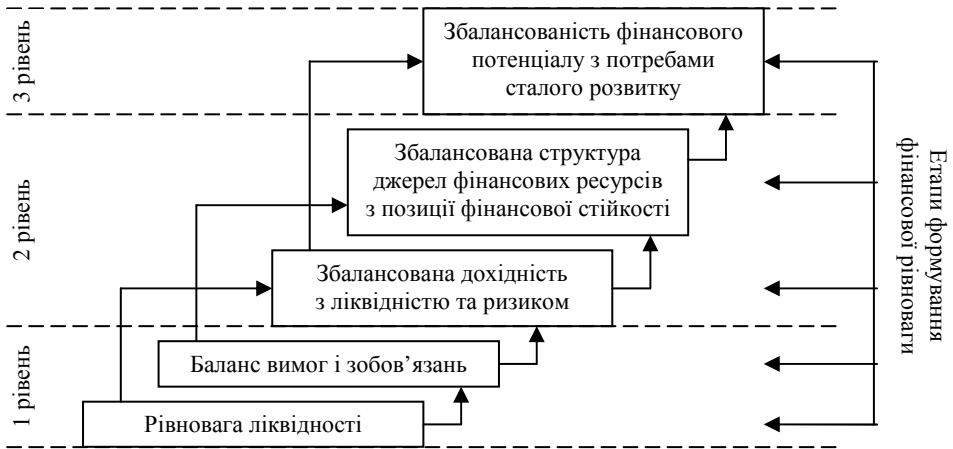 3 рівень
Збалансованість фінансового
потенціалу з потребами
сталого розвитку
2 рівень
Збалансована структура
джерел фінансових ресурсів
з позиції фінансової стійкості
Збалансована дохідність
з ліквідністю та ризиком
1 рівень
Баланс вимог і зобов’язань
Рівновага ліквідності
Етапи формування
фінансової рівноваги